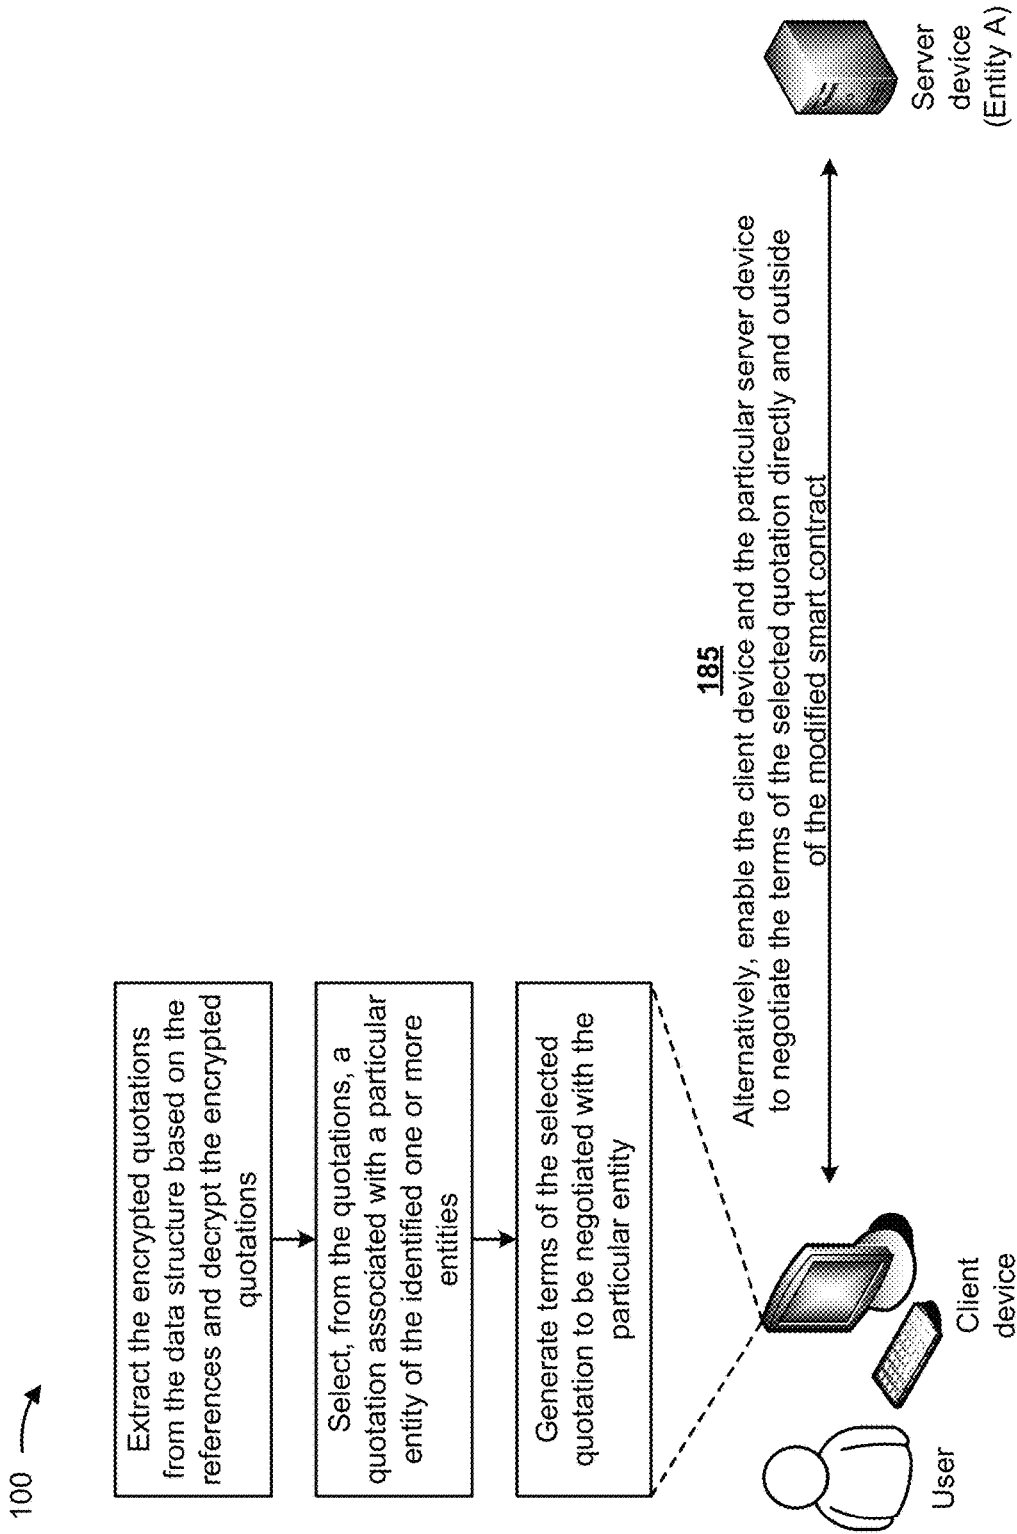 100
Extract the encrypted quotations
from the data structure based on the
references and decrypt the encrypted
quotations
Select, from the quotations, a
quotation associated with a particular
entity of the identified one or more
entities
Generate terms of the selected
quotation to be negotiated with the
particular entity
185
Alternatively, enable the client device and the particular server device
to negotiate the terms of the selected quotation directly and outside
of the modified smart contract
User
Client
device
Server
device
(Entity A)